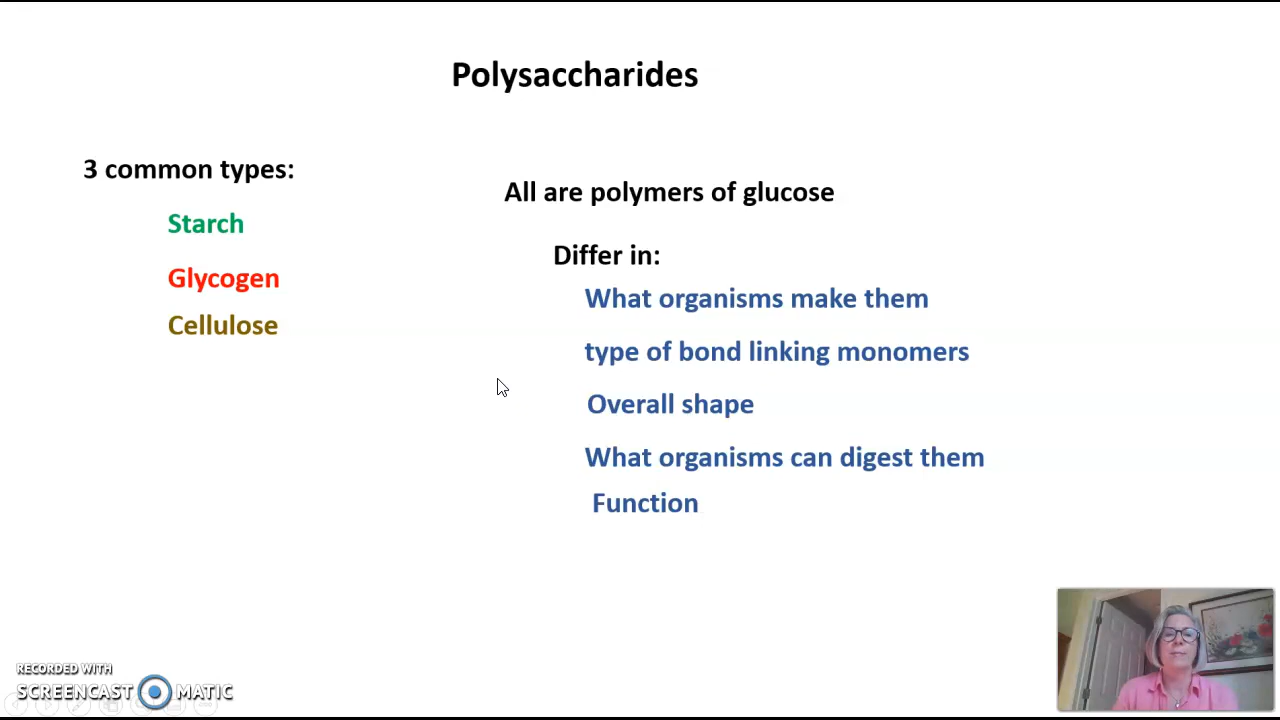 Polysaccharides
3 common types:
Starch
Glycogen
Cellulose
All are polymers of glucose
Differ in:
What organisms make them
type of bond linking monomers
Overall shape
What organisms can digest them
Function
RECORDED WITH
SCREENCAST MATIC